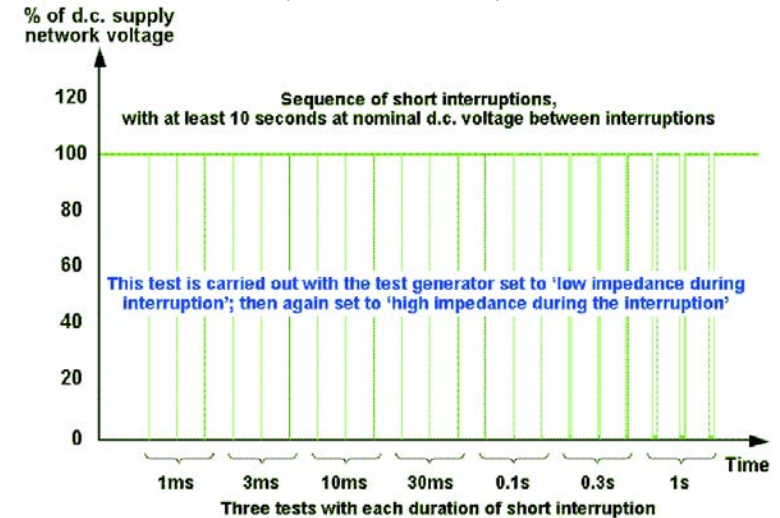 % of d.c. supply
network voltage
120
Sequence of short interruptions,
with at least 10 seconds at nominal d.c. voltage between interruptions
100
80
60
This test is carried out with the test generator set to 'low impedance during
interruption'; then again set to 'high impedance during the interruption'
40
20
0
Time
1ms 3ms 10ms 30ms 0.1s 0.3s 1s
Three tests with each duration of short interruption